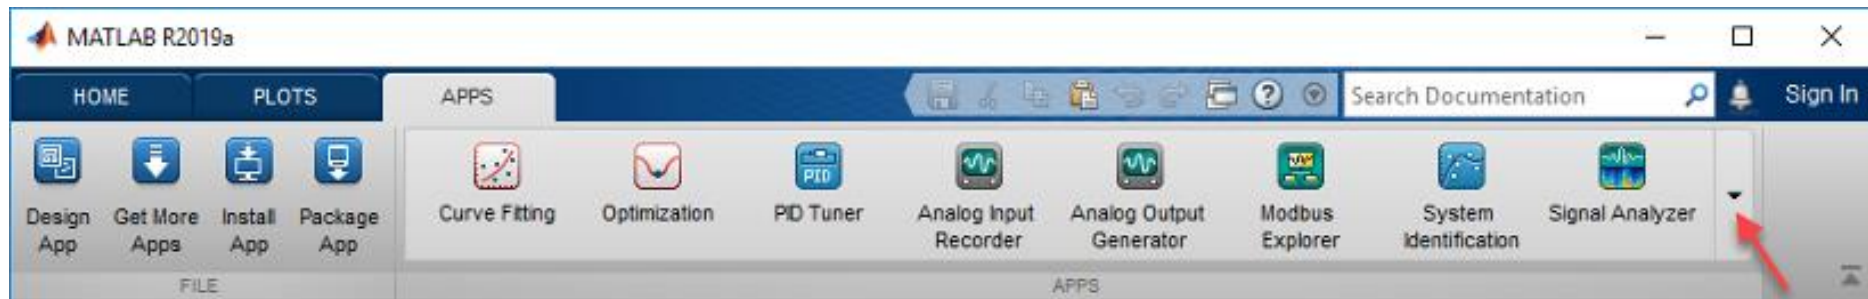 MATLAB R2019a
HOME PLOTS APPS Search Documentation Sign In
PID
Design Get More Install Package Curve Fitting Optimization PID Tuner Analog Input Analog Output Modbus System Signal Analyzer
App Apps App App Recorder Generator Explorer Identification
FILE APPS